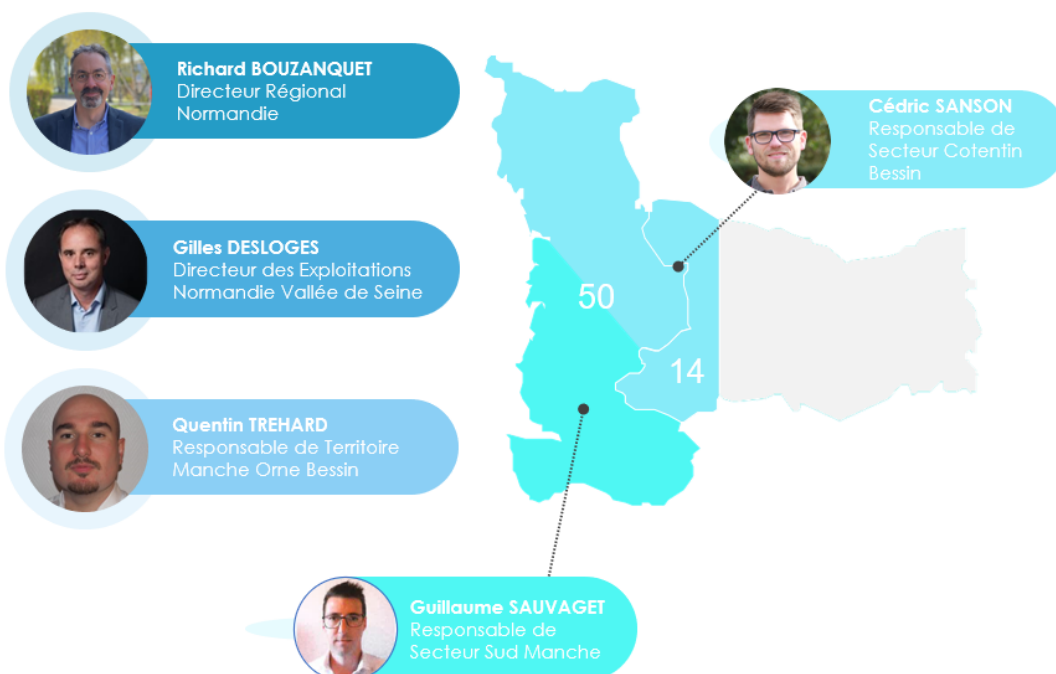 Richard BOUZANQUET
Directeur Régional
Normandie
Cédric SANSON
Responsable de
Secteur Cotentin
Bessin
Gilles DESLOGES
Directeur des Exploitations
Normandie Vallée de Seine
50
14
Quentin TREHARD
Responsable de Territoire
Manche Orne Bessin
Guillaume SAUVAGET
Responsable de
Secteur Sud Manche